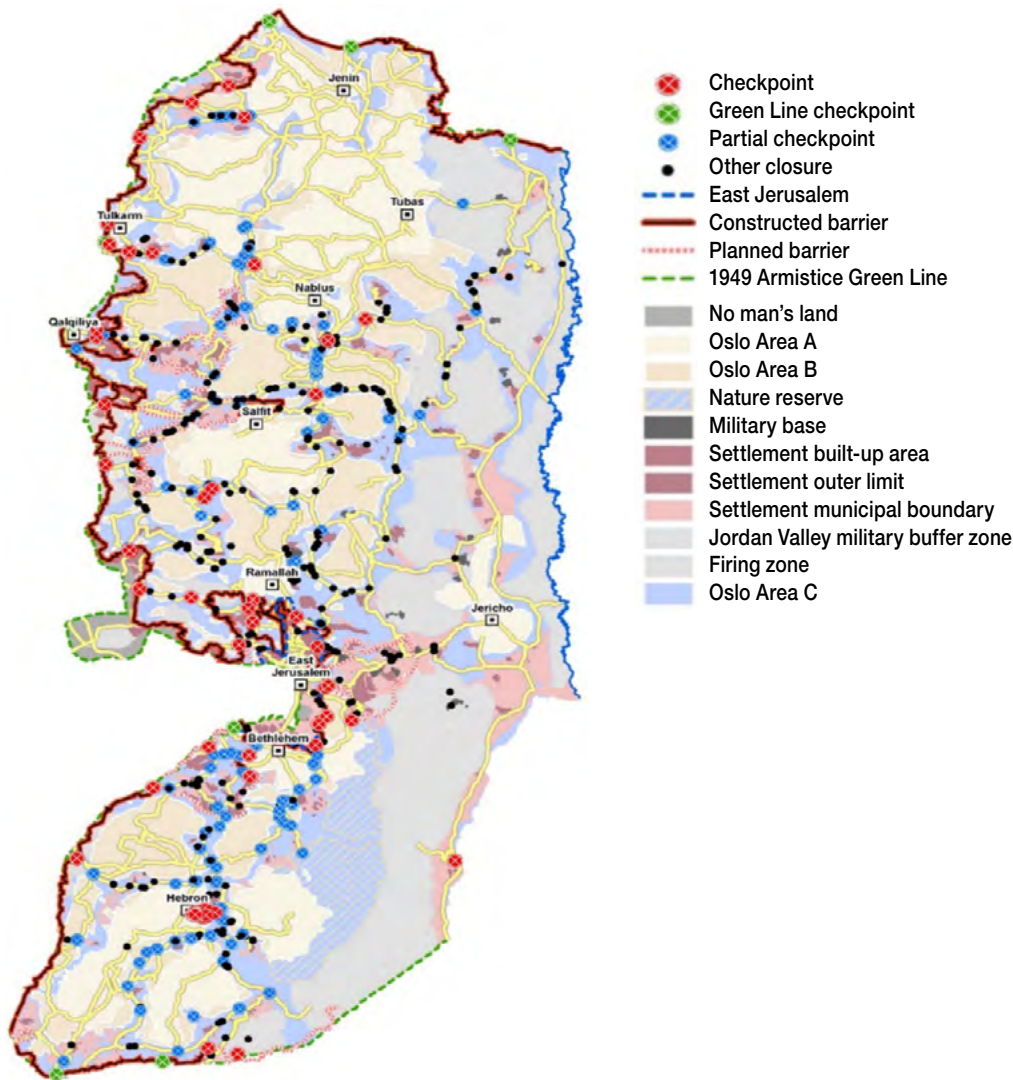 Jenin
Tulkarm
Tubas
Nablus
Qalqiliya
Salfit
Ramallah
Jericho
East
Jerusalem
Bethlehem
Hebron
Checkpoint
Green Line checkpoint
Partial checkpoint
Other closure
East Jerusalem
Constructed barrier
Planned barrier
1949 Armistice Green Line
No man's land
Oslo Area A
Oslo Area B
Nature reserve
Military base
Settlement built-up area
Settlement outer limit
Settlement municipal boundary
Jordan Valley military buffer zone
Firing zone
Oslo Area C